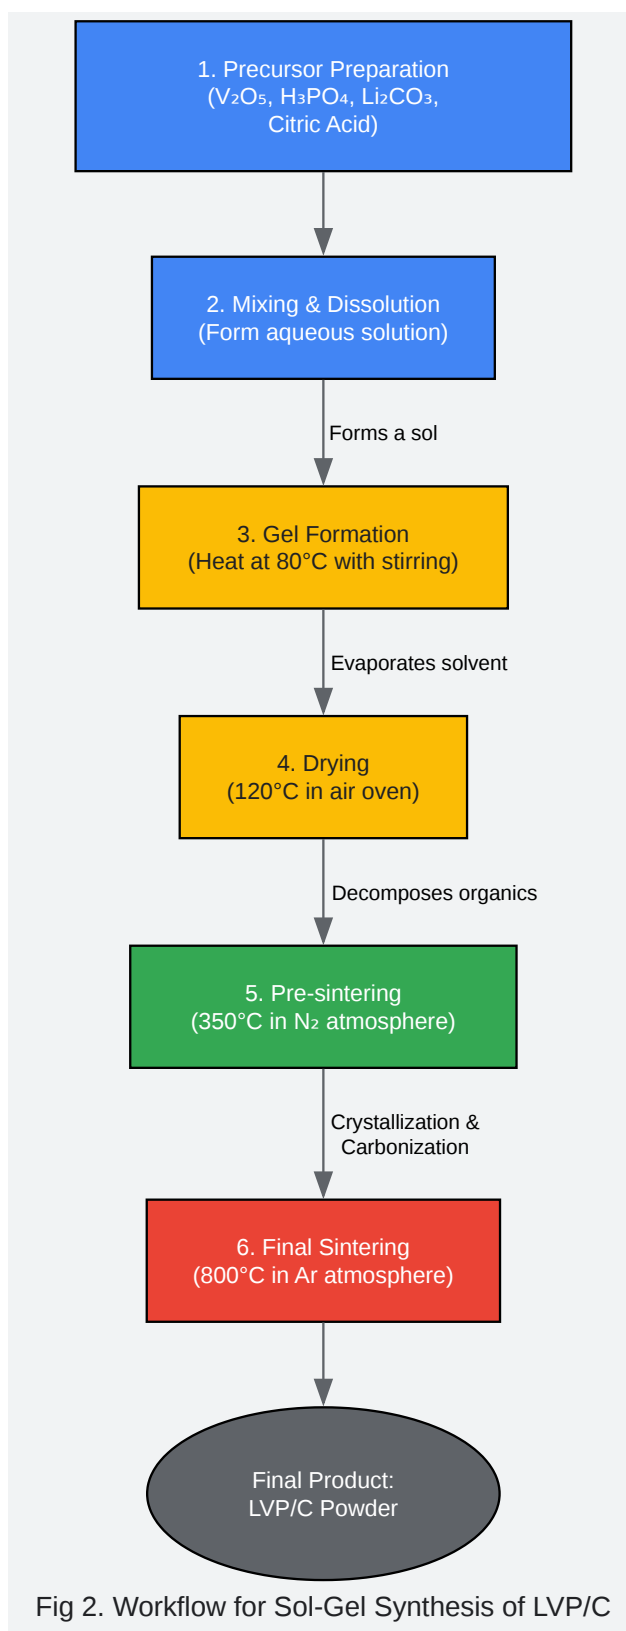 1. Precursor Preparation
(V₂O₅, H₃PO₄, Li₂CO₃,
Citric Acid)
2. Mixing & Dissolution
(Form aqueous solution)
Forms a sol
3. Gel Formation
(Heat at 80°C with stirring)
Evaporates solvent
4. Drying
(120°C in air oven)
Decomposes organics
5. Pre-sintering
(350°C in N₂ atmosphere)
Crystallization &
Carbonization
6. Final Sintering
(800°C in Ar atmosphere)
Final Product:
LVP/C Powder
Fig 2. Workflow for Sol-Gel Synthesis of LVP/C